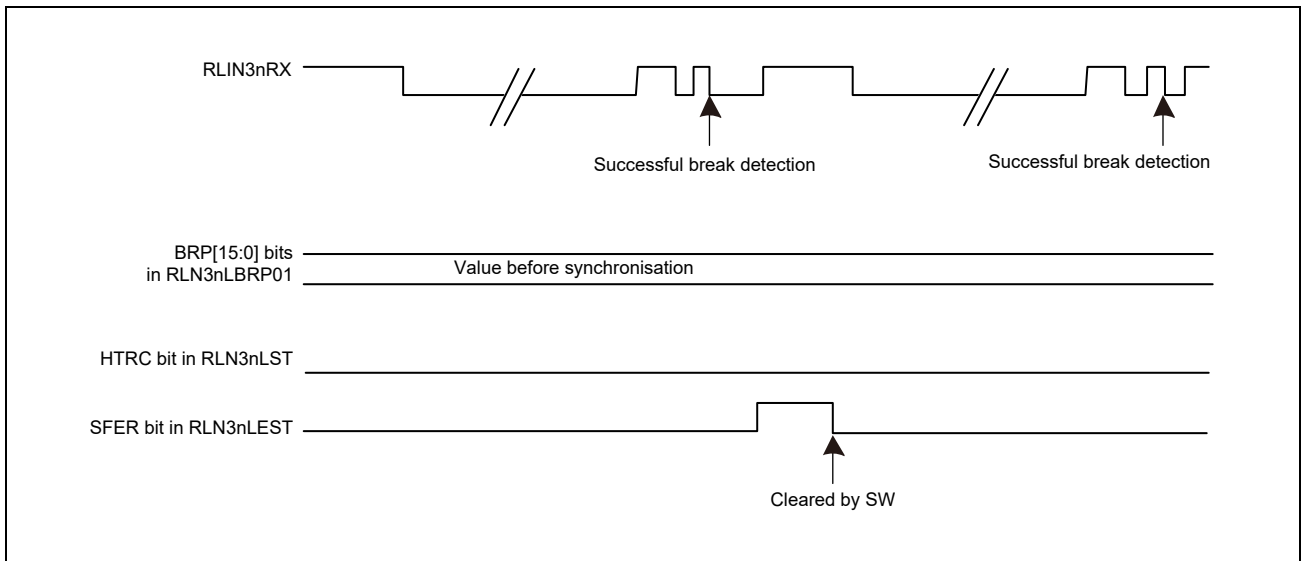 RLIN3nRX
Successful break detection
Successful break detection
BRP[15:0] bits
in RLN3nLBRP01
Value before synchronisation
HTRC bit in RLN3nLST
SFER bit in RLN3nLEST
Cleared by SW